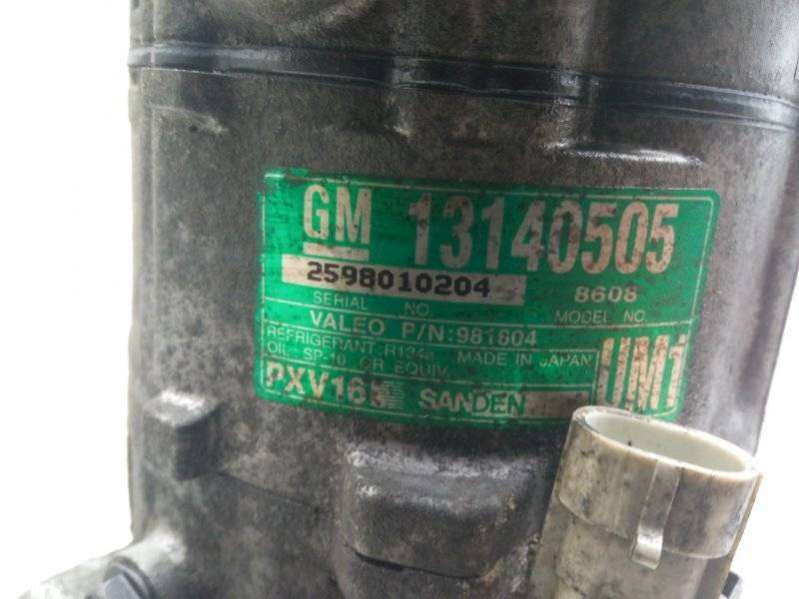 GM 13140505
2598010204 8608
SERIAL NO. MODEL NO.
VALEO P/N:981604
REFRIGERANT:R134a MADE IN JAPAN
OIL: SP-10 OR EQUIV.
PXV16 SANDEN UM1